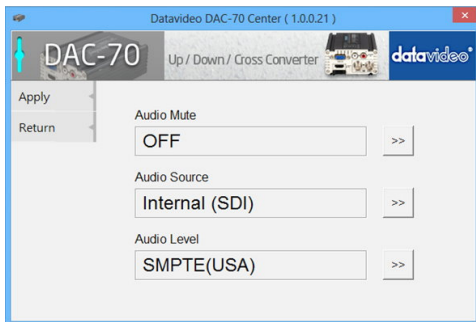 Datavideo DAC-70 Center ( 1.0.0.21 )
DAC-70
Up / Down / Cross Converter
datavideo
Apply
Return
Audio Mute
OFF
>>
Audio Source
Internal (SDI)
>>
Audio Level
SMPTE(USA)
>>